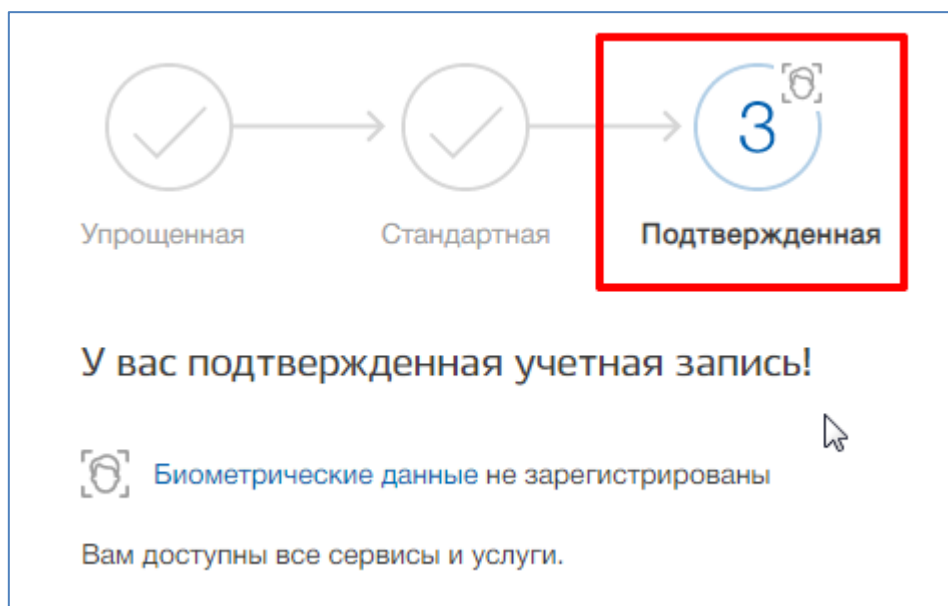 3
Упрощенная Стандартная Подтвержденная
У вас подтвержденная учетная запись!
Биометрические данные не зарегистрированы
Вам доступны все сервисы и услуги.